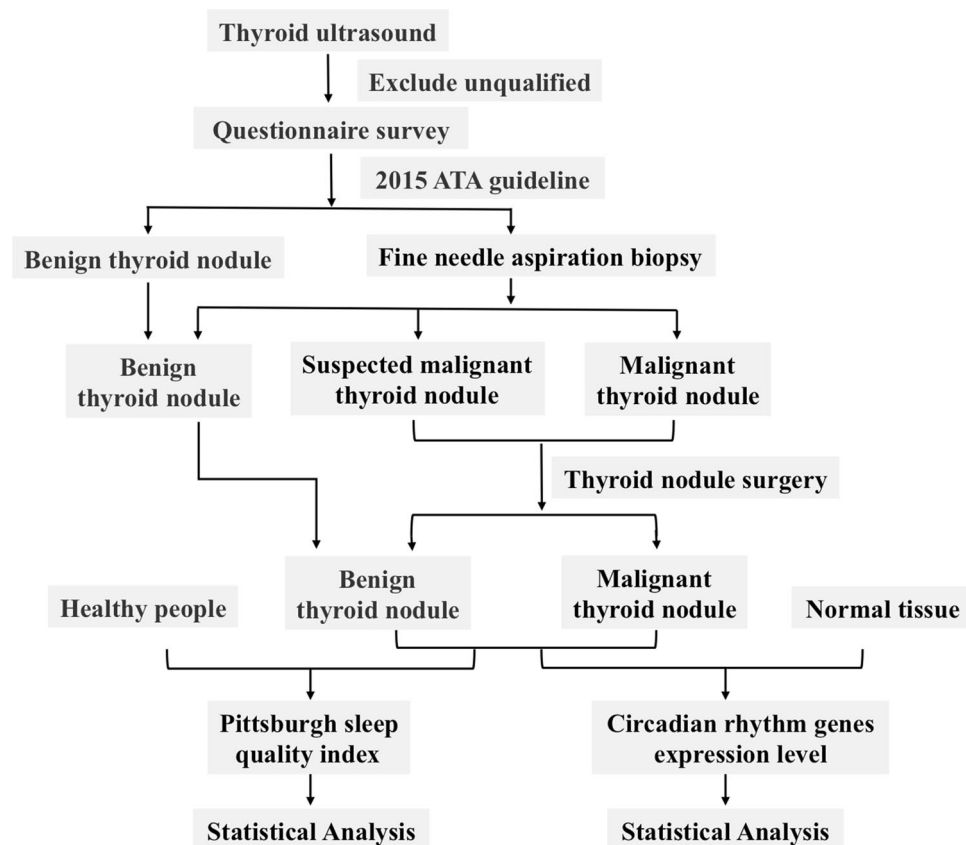 Thyroid ultrasound
Exclude unqualified
Questionnaire survey
2015 ATA guideline
Benign thyroid nodule
Fine needle aspiration biopsy
Benign
thyroid nodule
Suspected malignant
thyroid nodule
Malignant
thyroid nodule
Thyroid nodule surgery
Healthy people
Benign
thyroid nodule
Malignant
thyroid nodule
Normal tissue
Pittsburgh sleep
quality index
Circadian rhythm genes
expression level
Statistical Analysis
Statistical Analysis